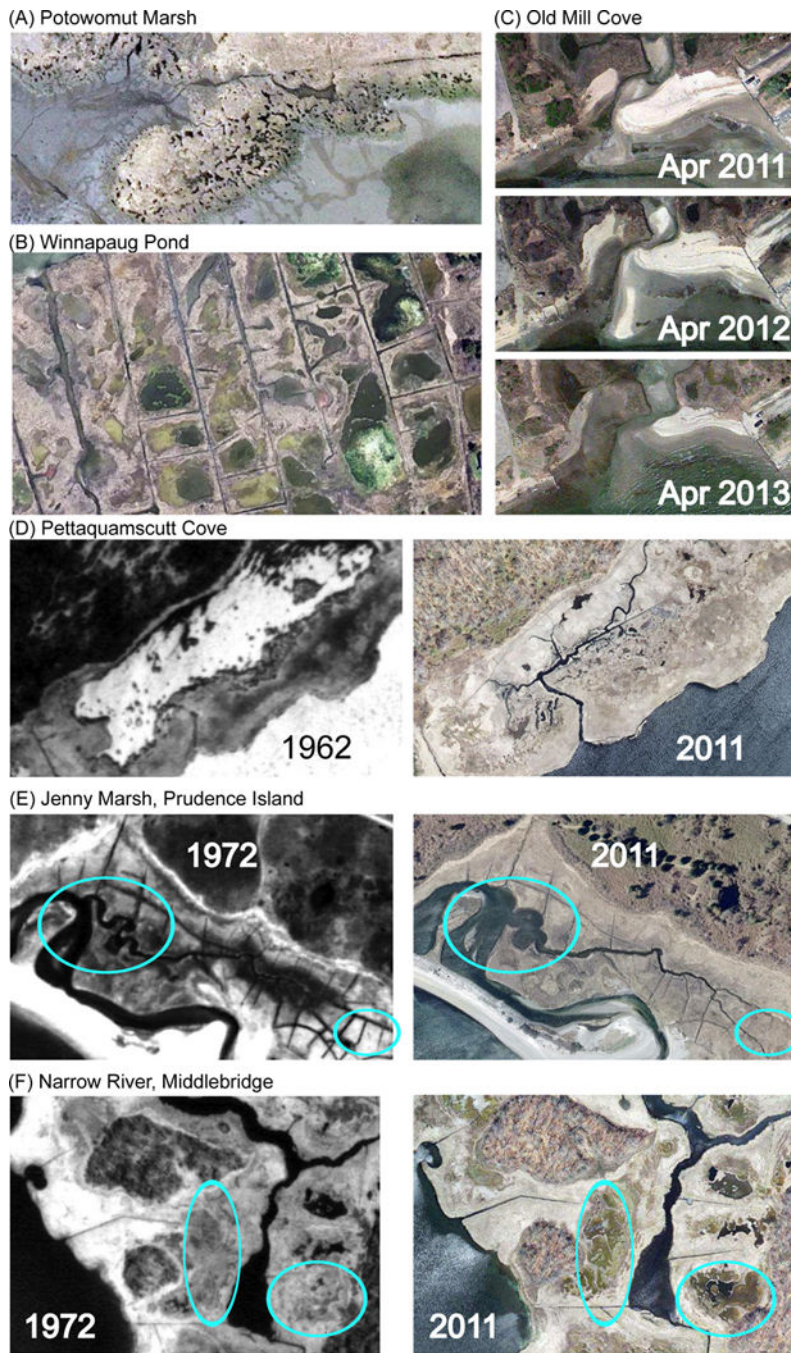 (A) Potowomut Marsh
(C) Old Mill Cove
Apr 2011
(B) Winnapaug Pond
Apr 2012
Apr 2013
(D) Pettaquamscutt Cove
1962
2011
(E) Jenny Marsh, Prudence Island
1972
2011
(F) Narrow River, Middlebridge
1972
2011